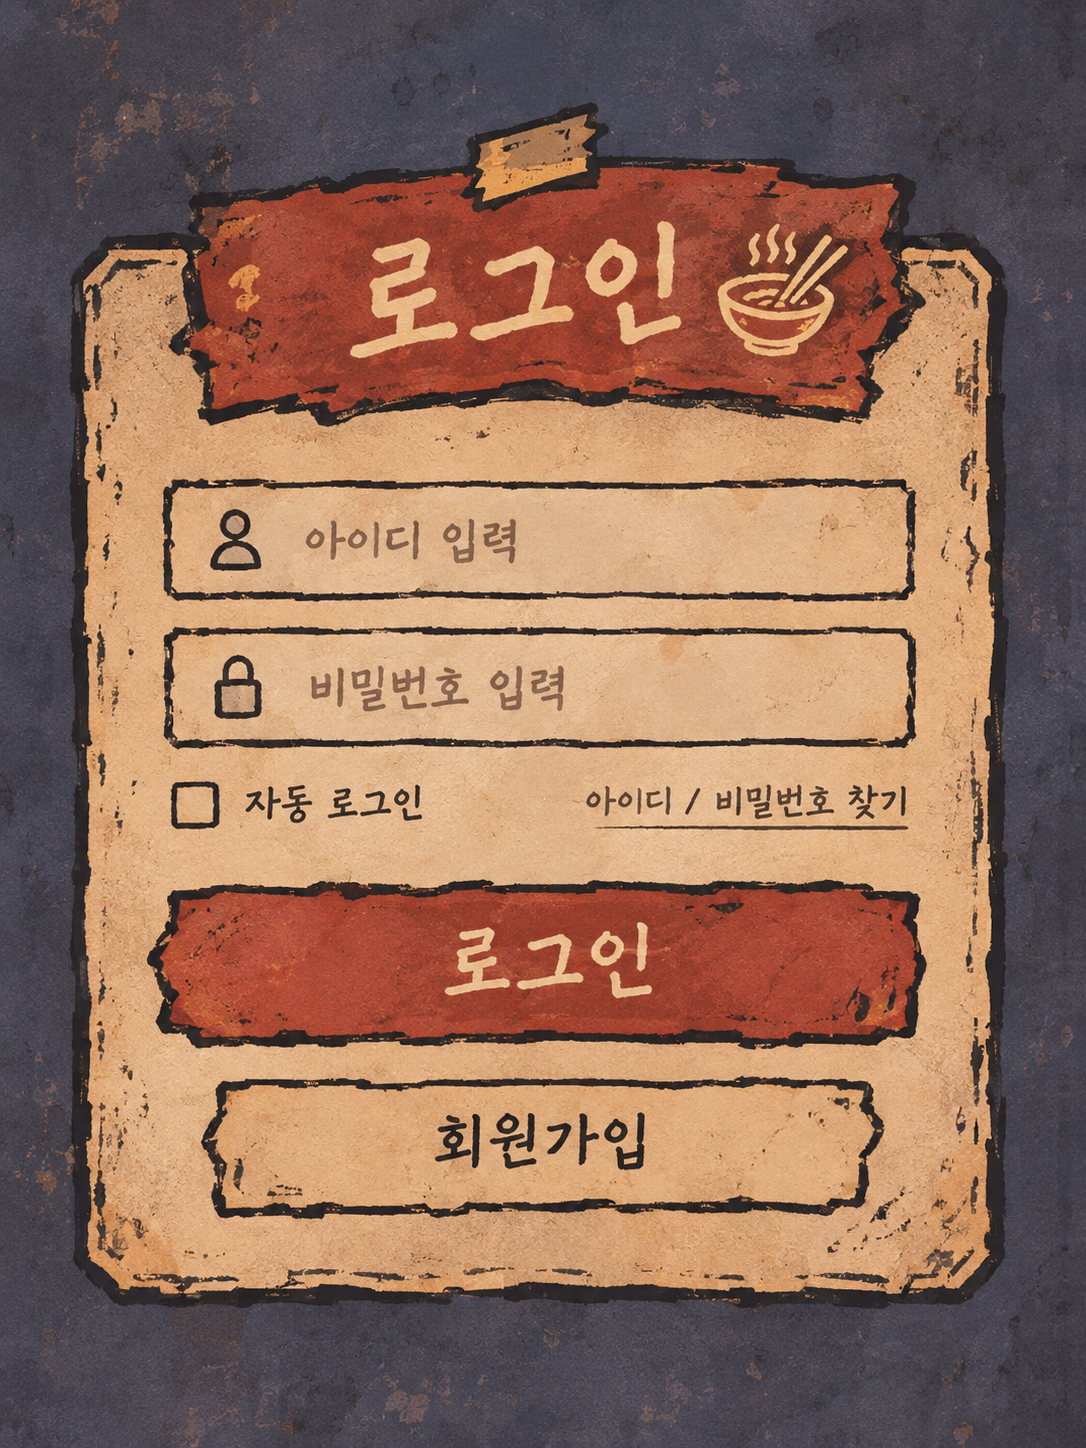 로그인
아이디 입력
비밀번호 입력
자동 로그인
아이디 / 비밀번호 찾기
로그인
회원가입